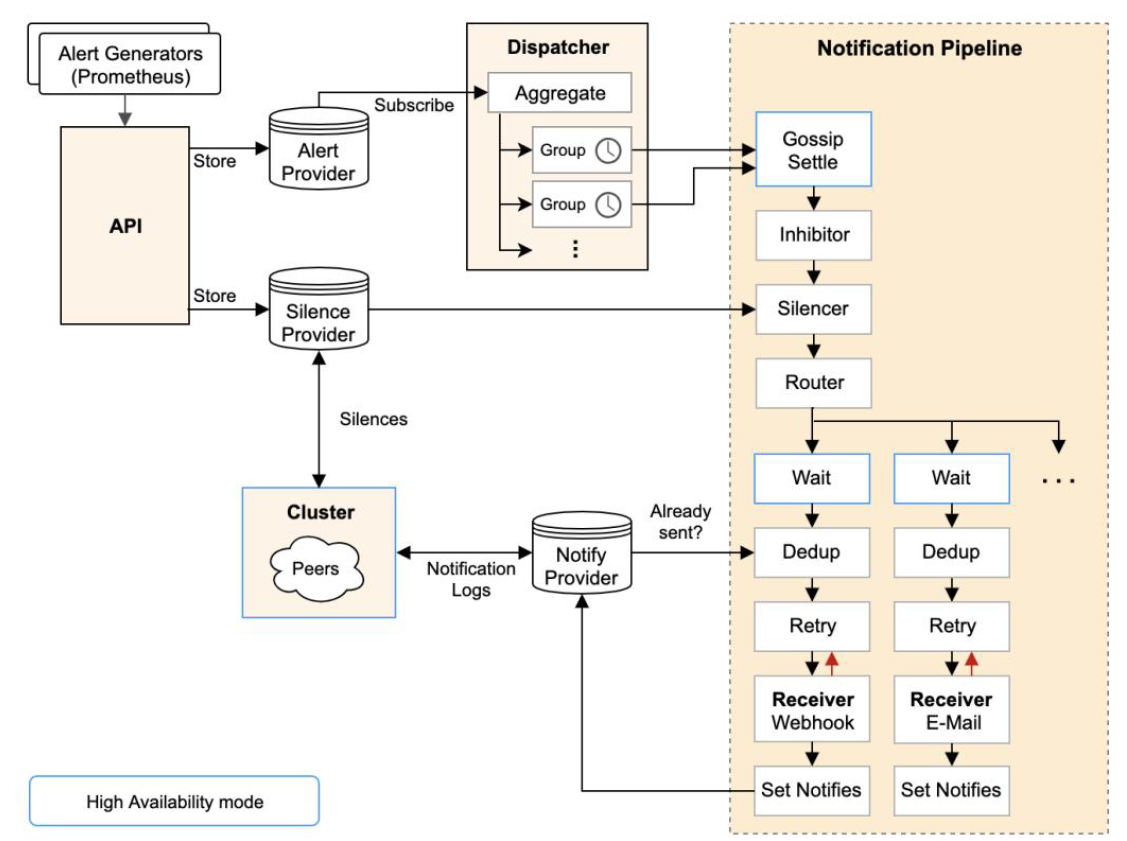 Alert Generators
(Prometheus)
API
Store
Alert
Provider
Subscribe
Dispatcher
Aggregate
Group
Group
Store
Silence
Provider
Silences
Cluster
Peers
Notification
Logs
Notify
Provider
Already
sent?
Notification Pipeline
Gossip
Settle
Inhibitor
Silencer
Router
Wait
Wait
. . .
Dedup
Dedup
Retry
Retry
Receiver
Webhook
Receiver
E-Mail
Set Notifies
Set Notifies
High Availability mode